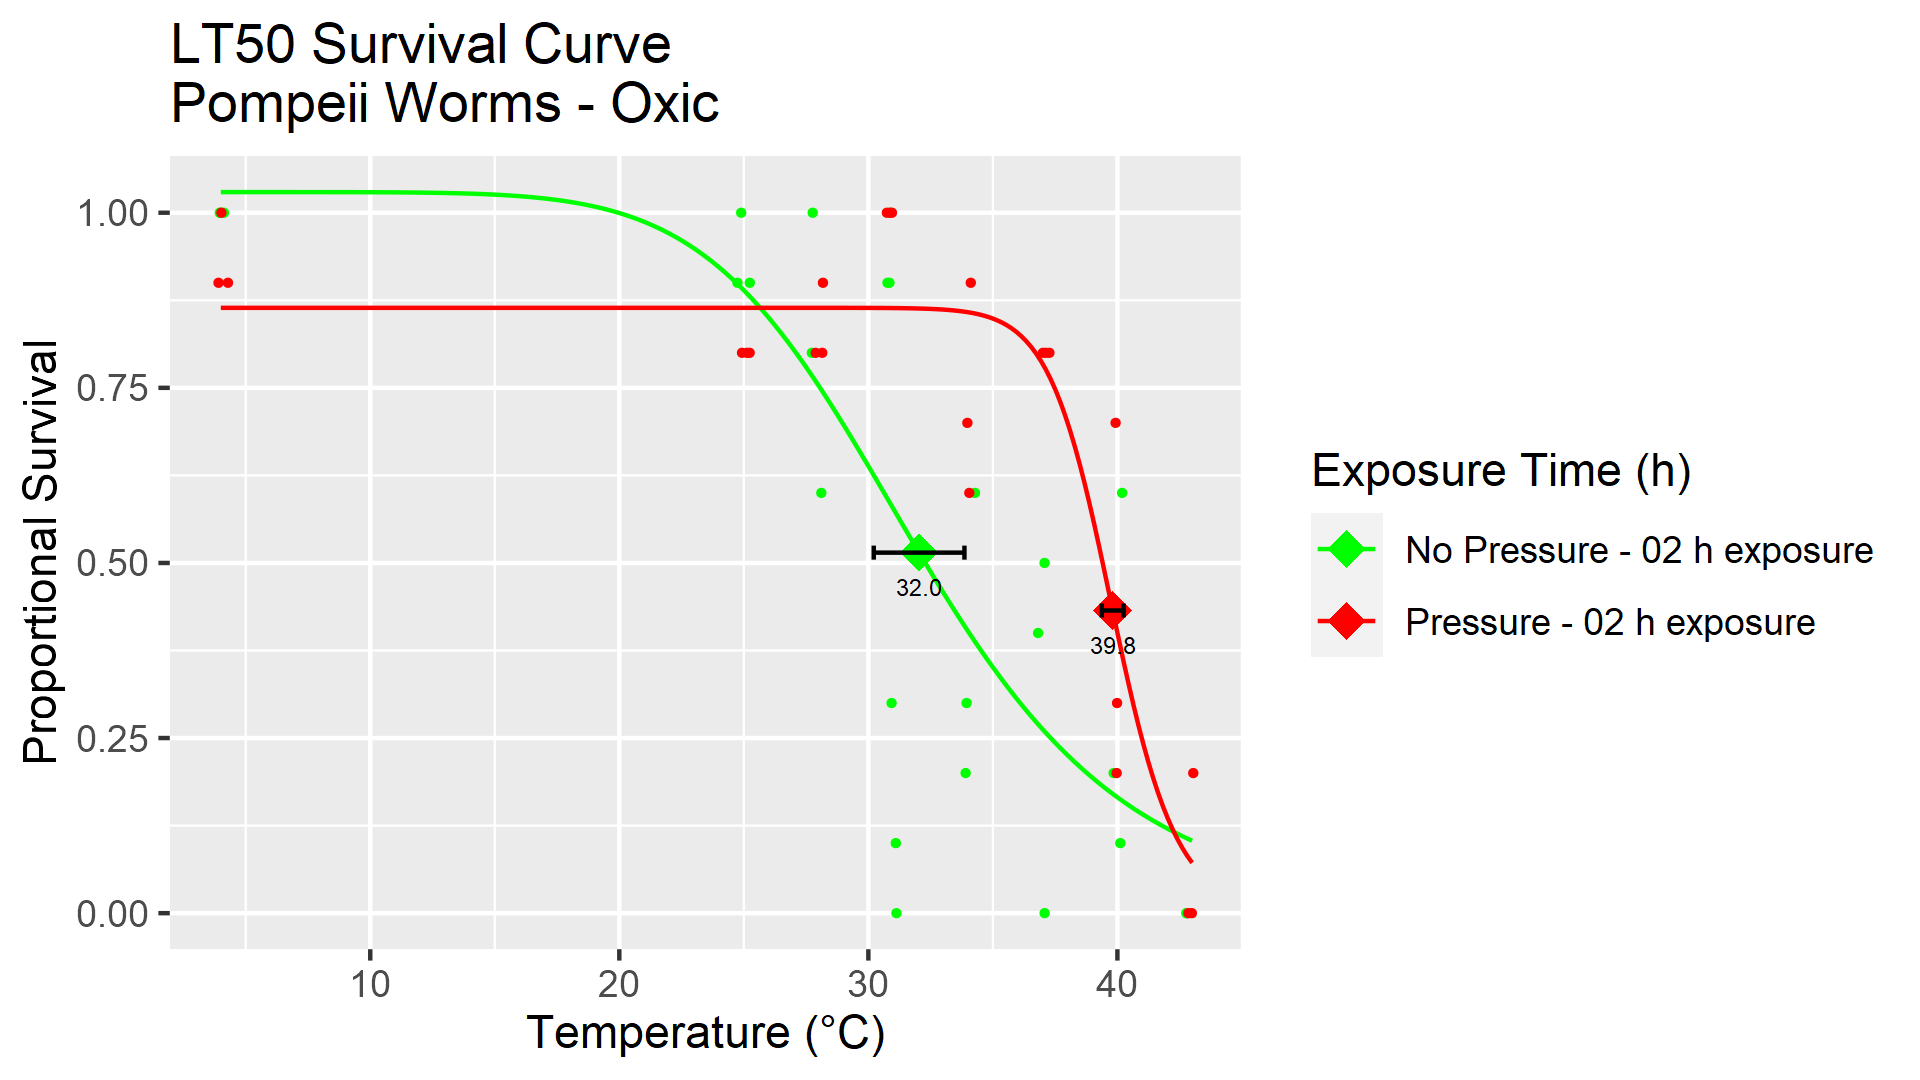 LT50 Survival Curve
Pompeii Worms - Oxic
Proportional Survival
1.00
0.75
0.50
0.25
0.00
32.0
39.8
10 20 30 40
Temperature (°C)
Exposure Time (h)
No Pressure - 02 h exposure
Pressure - 02 h exposure